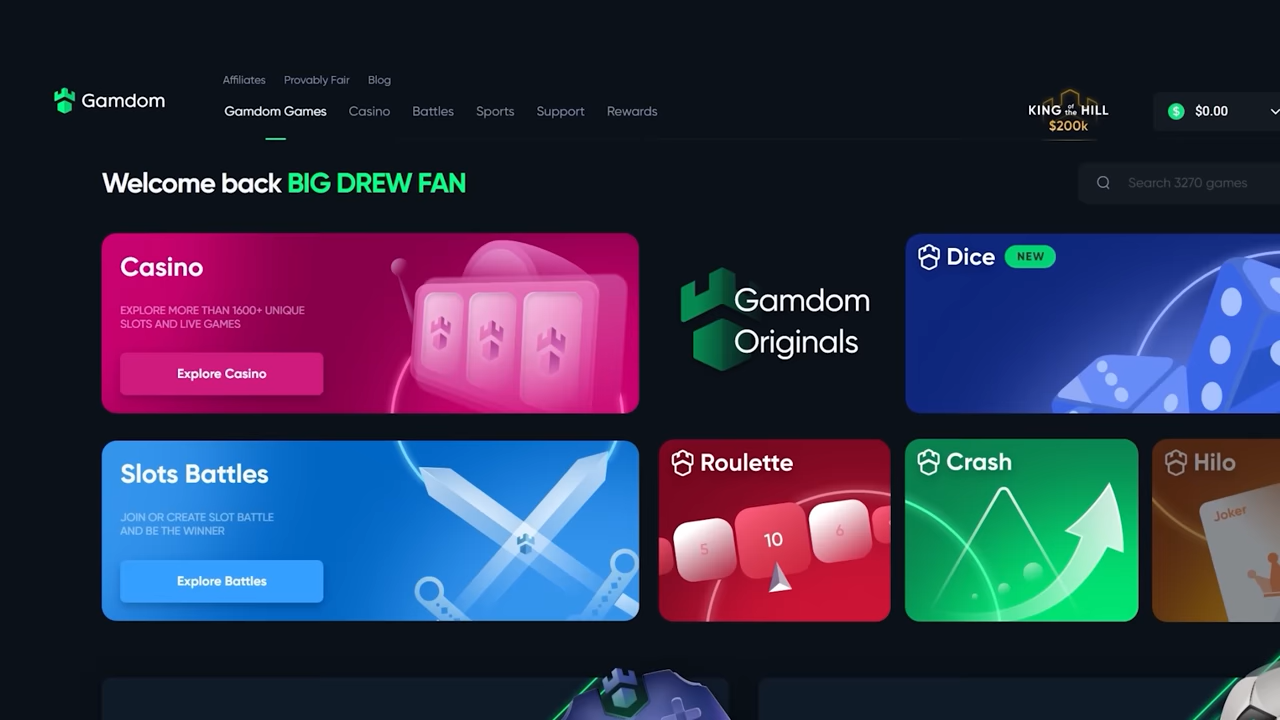 Affiliates Provably Fair Blog
Gamdom
Gamdom Games Casino Battles Sports Support Rewards
KING of the HILL
$200k
$ $0.00
Welcome back BIG DREW FAN
Search 3270 games
Casino
EXPLORE MORE THAN 1600+ UNIQUE
SLOTS AND LIVE GAMES
Explore Casino
Gamdom
Originals
Dice NEW
Slots Battles
JOIN OR CREATE SLOT BATTLE
AND BE THE WINNER
Explore Battles
Roulette
5 10 6
Crash
Hilo
Joker